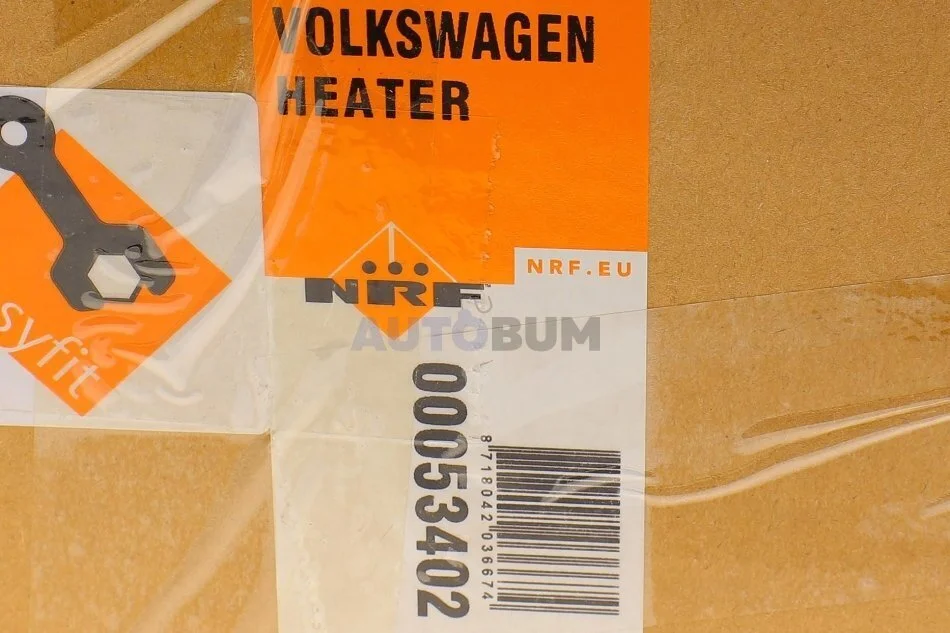 VOLKSWAGEN
HEATER
syfit
NRF.EU
NRF
AUTOBUM
00053402
8 718042 036674